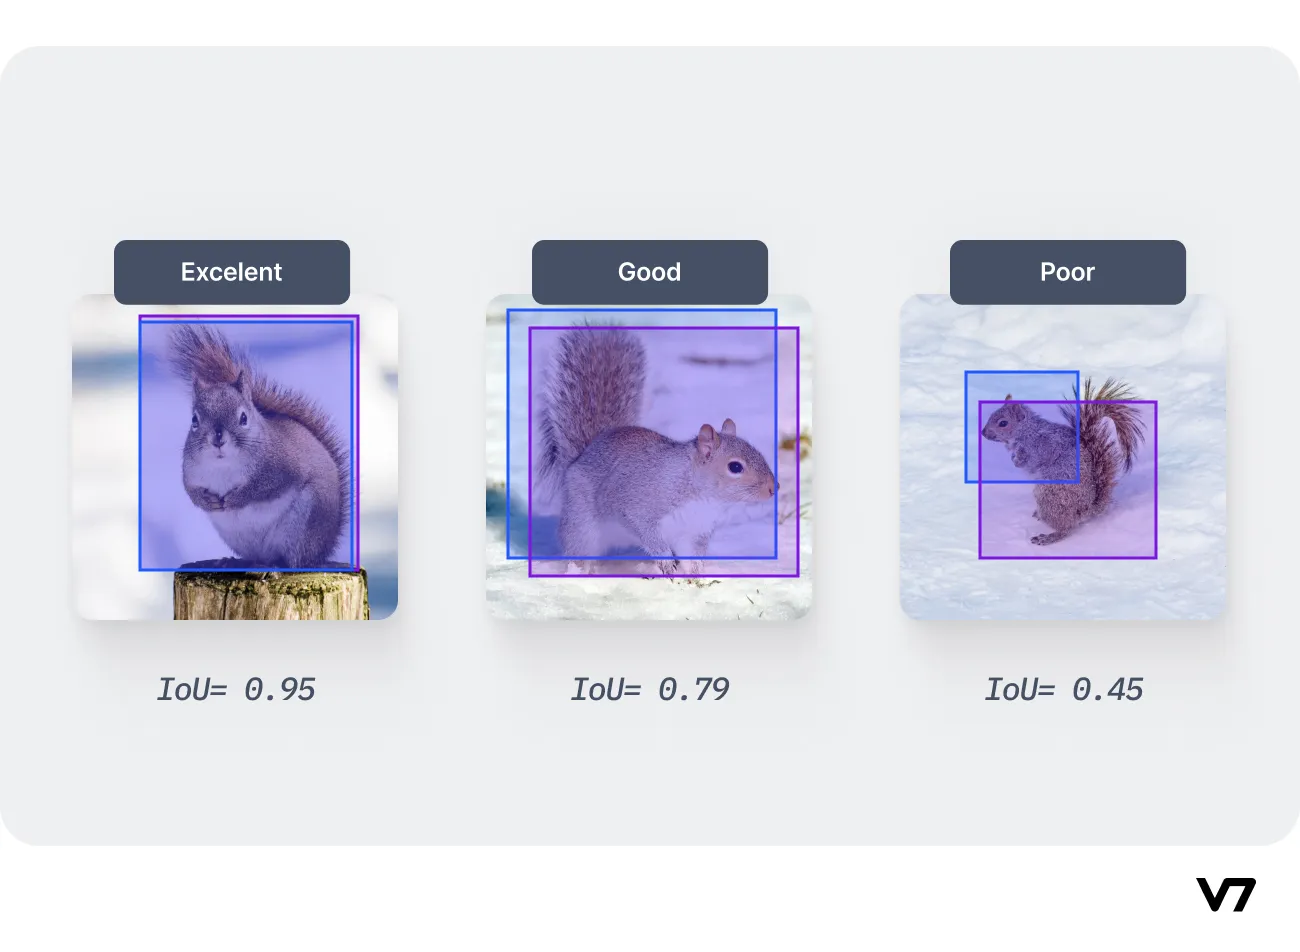 Excelent
Good
Poor
IoU= 0.95
IoU= 0.79
IoU= 0.45
V7